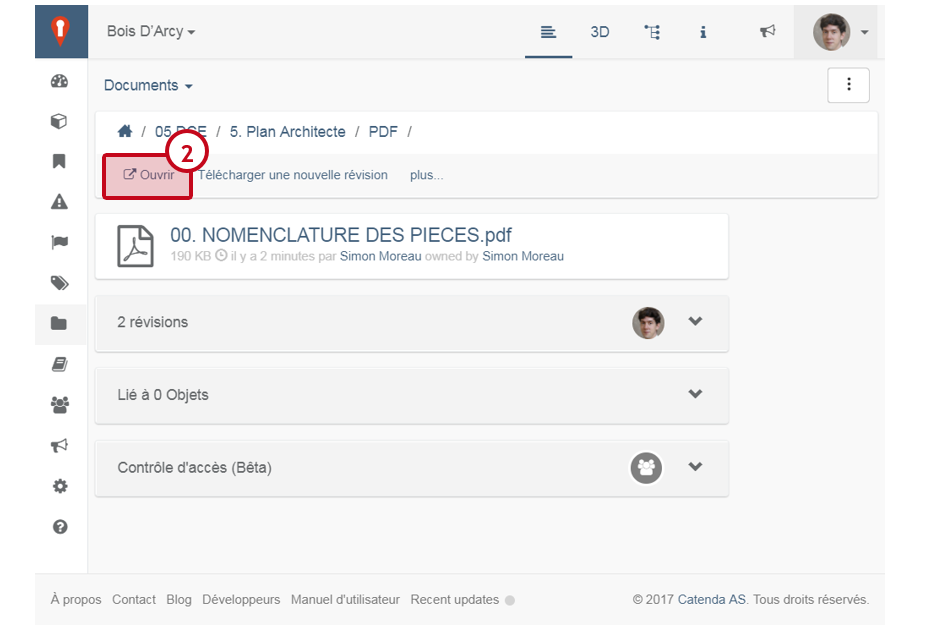 Bois D'Arcy
3D
Documents
/ 05 DCE / 5. Plan Architecte / PDF /
2
Ouvrir Télécharger une nouvelle révision plus...
00. NOMENCLATURE DES PIECES.pdf
190 KB il y a 2 minutes par Simon Moreau owned by Simon Moreau
2 révisions
Lié à 0 Objets
Contrôle d'accès (Bêta)
À propos Contact Blog Développeurs Manuel d'utilisateur Recent updates © 2017 Catenda AS. Tous droits réservés.